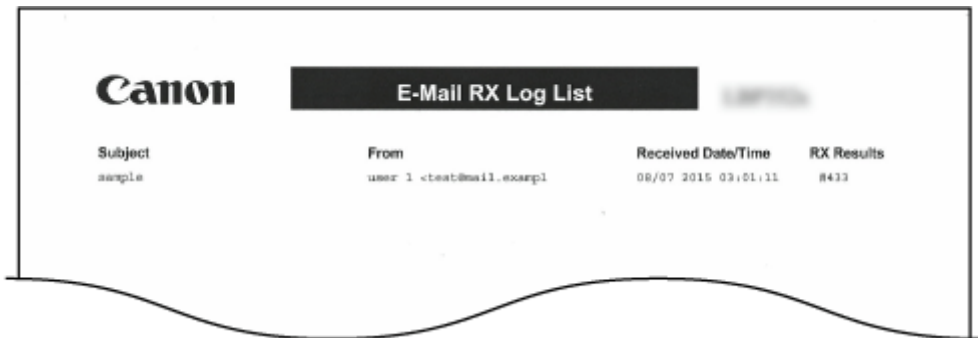 Canon
E-Mail RX Log List
Subject From Received Date/Time RX Results
sample user 1 <test@mail.exampl 08/07 2015 03:01:11 #433